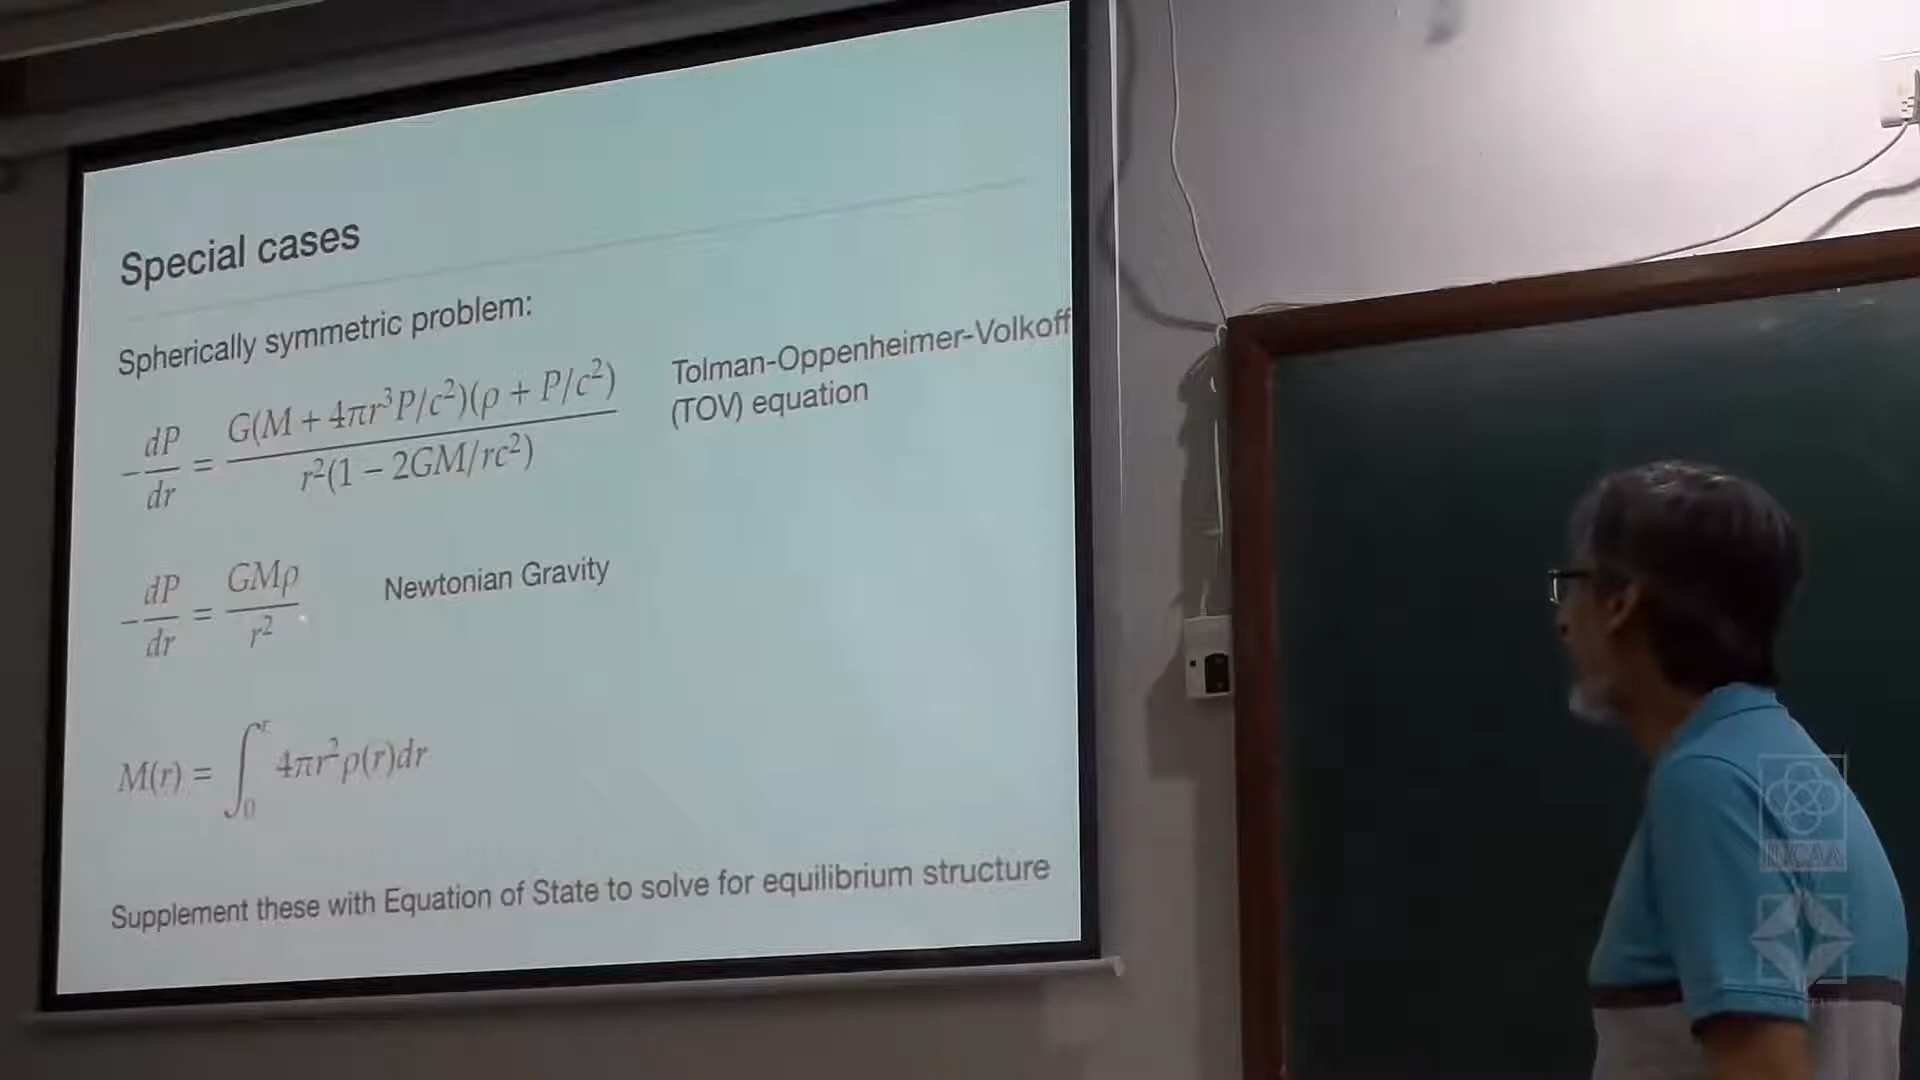 Special cases
Spherically symmetric problem:
-dP/dr = G(M + 4πr³P/c²)(ρ + P/c²) / r²(1 – 2GM/rc²)
Tolman-Oppenheimer-Volkoff
(TOV) equation
-dP/dr = GMρ / r²
Newtonian Gravity
M(r) = ∫₀ʳ 4πr²ρ(r)dr
Supplement these with Equation of State to solve for equilibrium structure
IUCAA